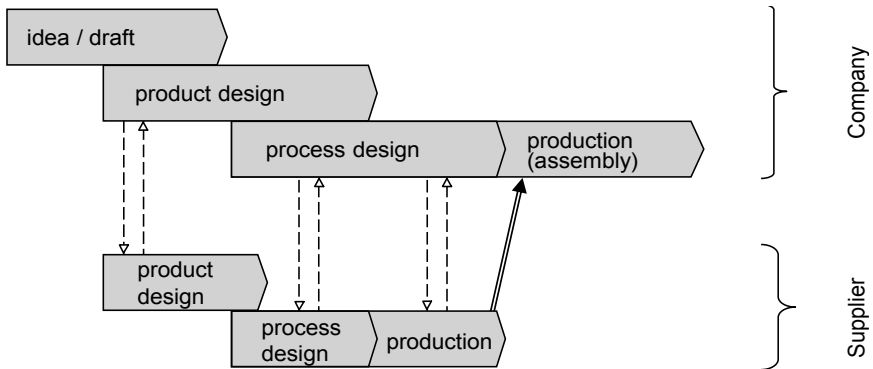 idea / draft
product design
process design
production
(assembly)
Company
product
design
process
design
production
Supplier